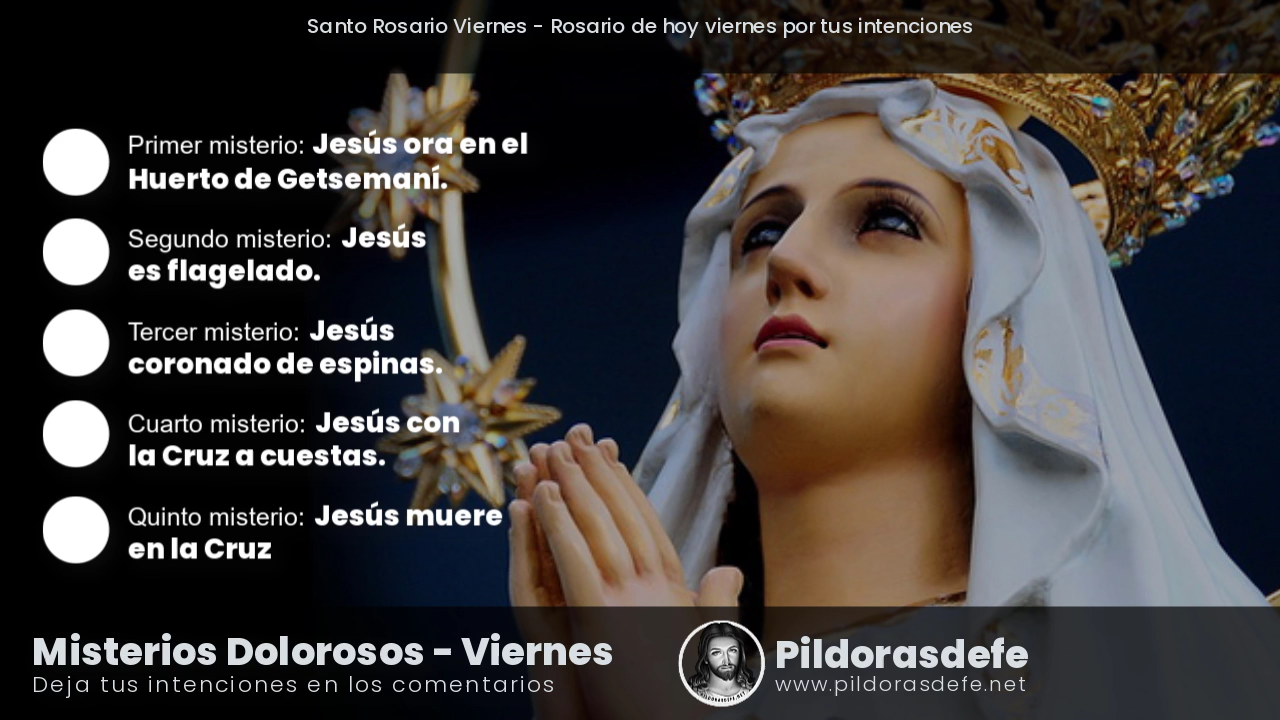 Santo Rosario Viernes - Rosario de hoy viernes por tus intenciones
Primer misterio: Jesús ora en el
Huerto de Getsemaní.
Segundo misterio: Jesús
es flagelado.
Tercer misterio: Jesús
coronado de espinas.
Cuarto misterio: Jesús con
la Cruz a cuestas.
Quinto misterio: Jesús muere
en la Cruz
Misterios Dolorosos - Viernes
Deja tus intenciones en los comentarios
Pildorasdefe
www.pildorasdefe.net
PILDORASDEFE.NET